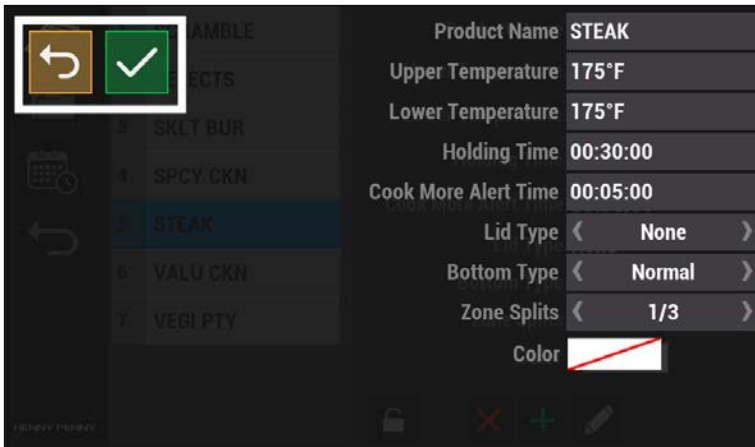 SCRAMBLE
Product Name STEAK
Upper Temperature 175°F
ECTS
Lower Temperature 175°F
3 SKLT BUR
Holding Time 00:30:00
4 SPCY CKN
Cook More Alert Time 00:05:00
5 STEAK
Lid Type None
6 VALU CKN
Bottom Type Normal
7 VEGI PTY
Zone Splits 1/3
Color
HENNY PENNY